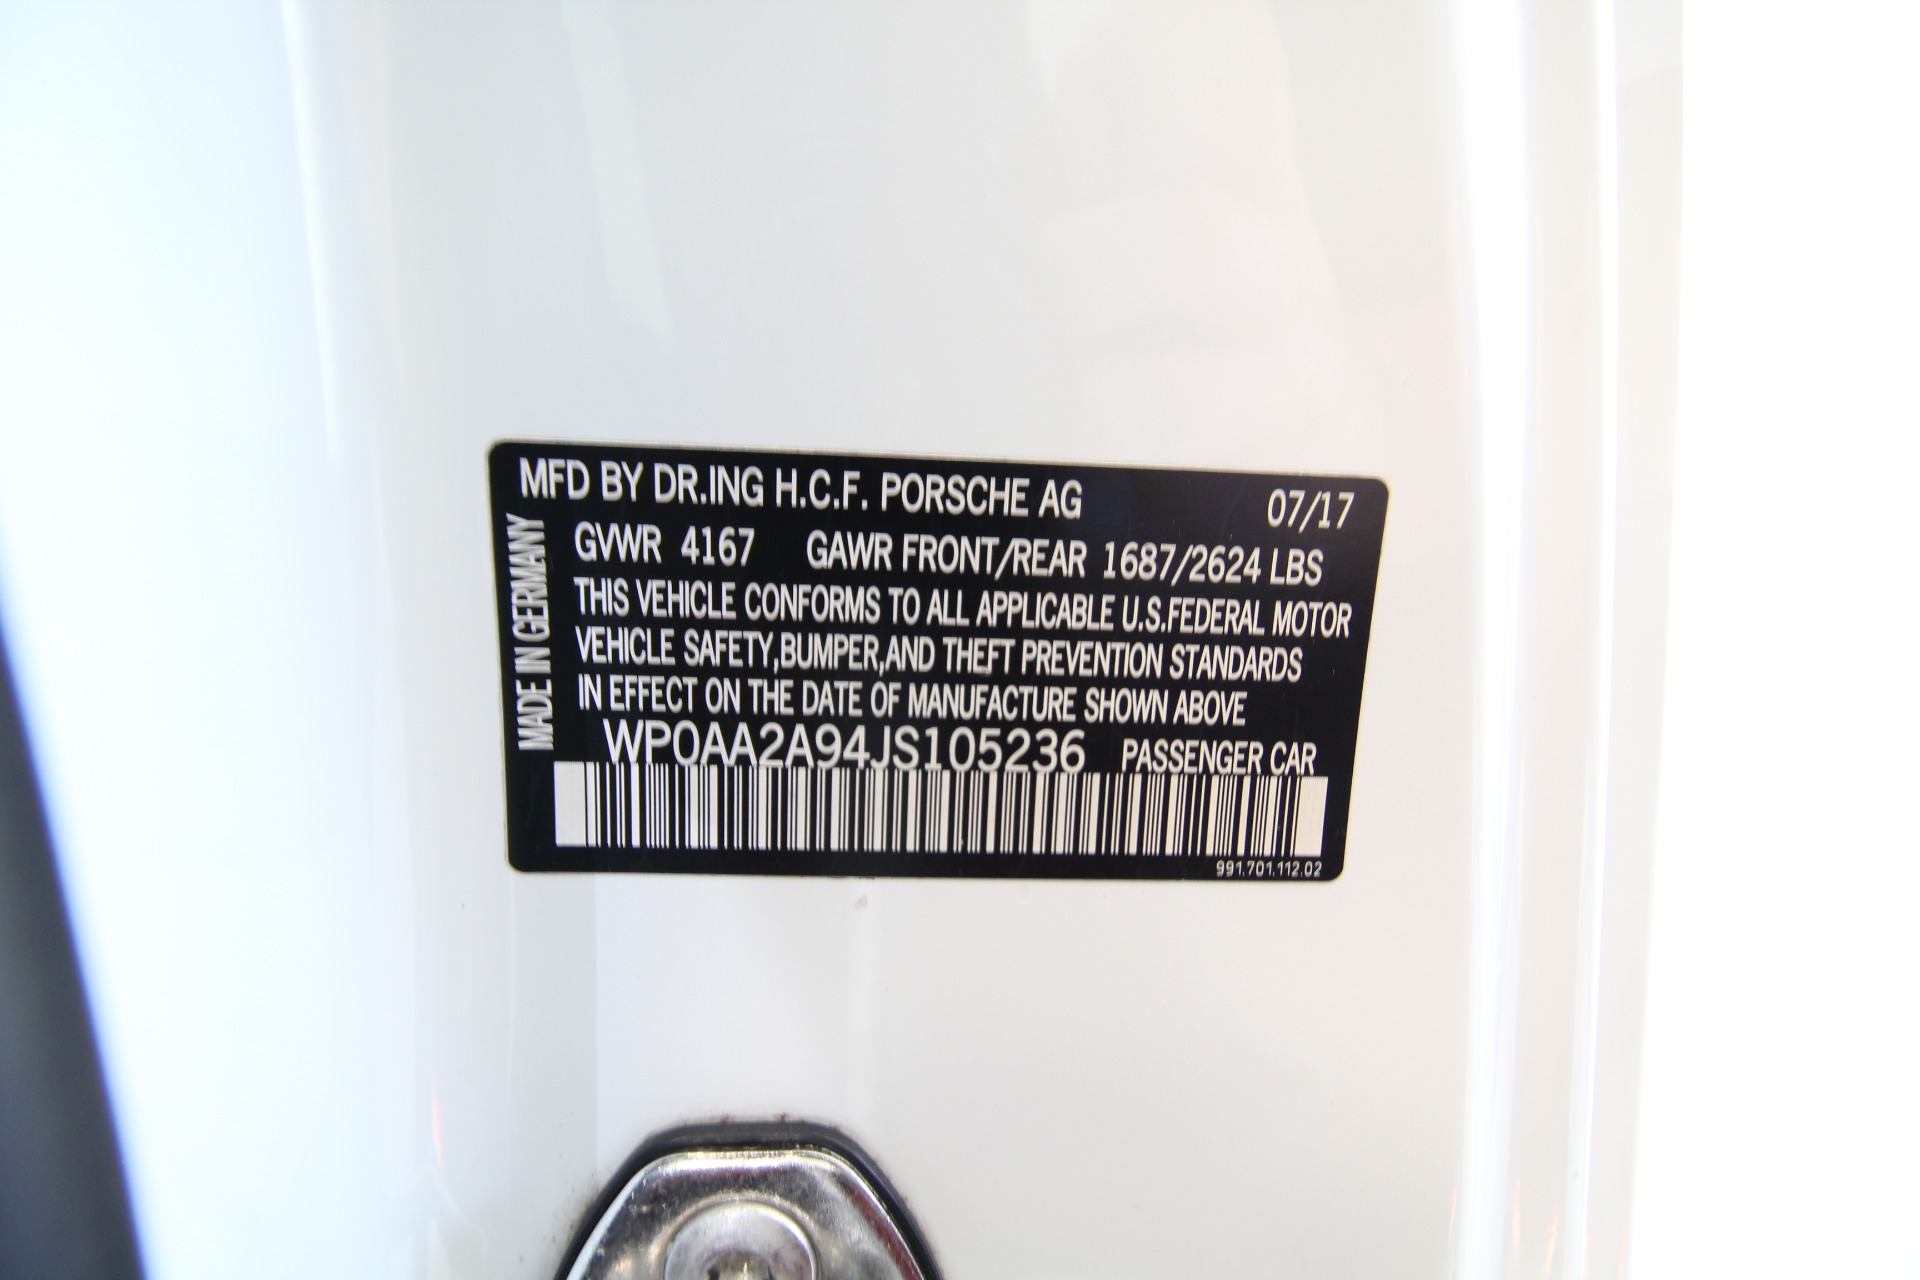 MFD BY DR.ING H.C.F. PORSCHE AG 07/17
GVWR 4167 GAWR FRONT/REAR 1687/2624 LBS
THIS VEHICLE CONFORMS TO ALL APPLICABLE U.S.FEDERAL MOTOR
VEHICLE SAFETY,BUMPER,AND THEFT PREVENTION STANDARDS
IN EFFECT ON THE DATE OF MANUFACTURE SHOWN ABOVE
WP0AA2A94JS105236 PASSENGER CAR
991.701.112.02
MADE IN GERMANY